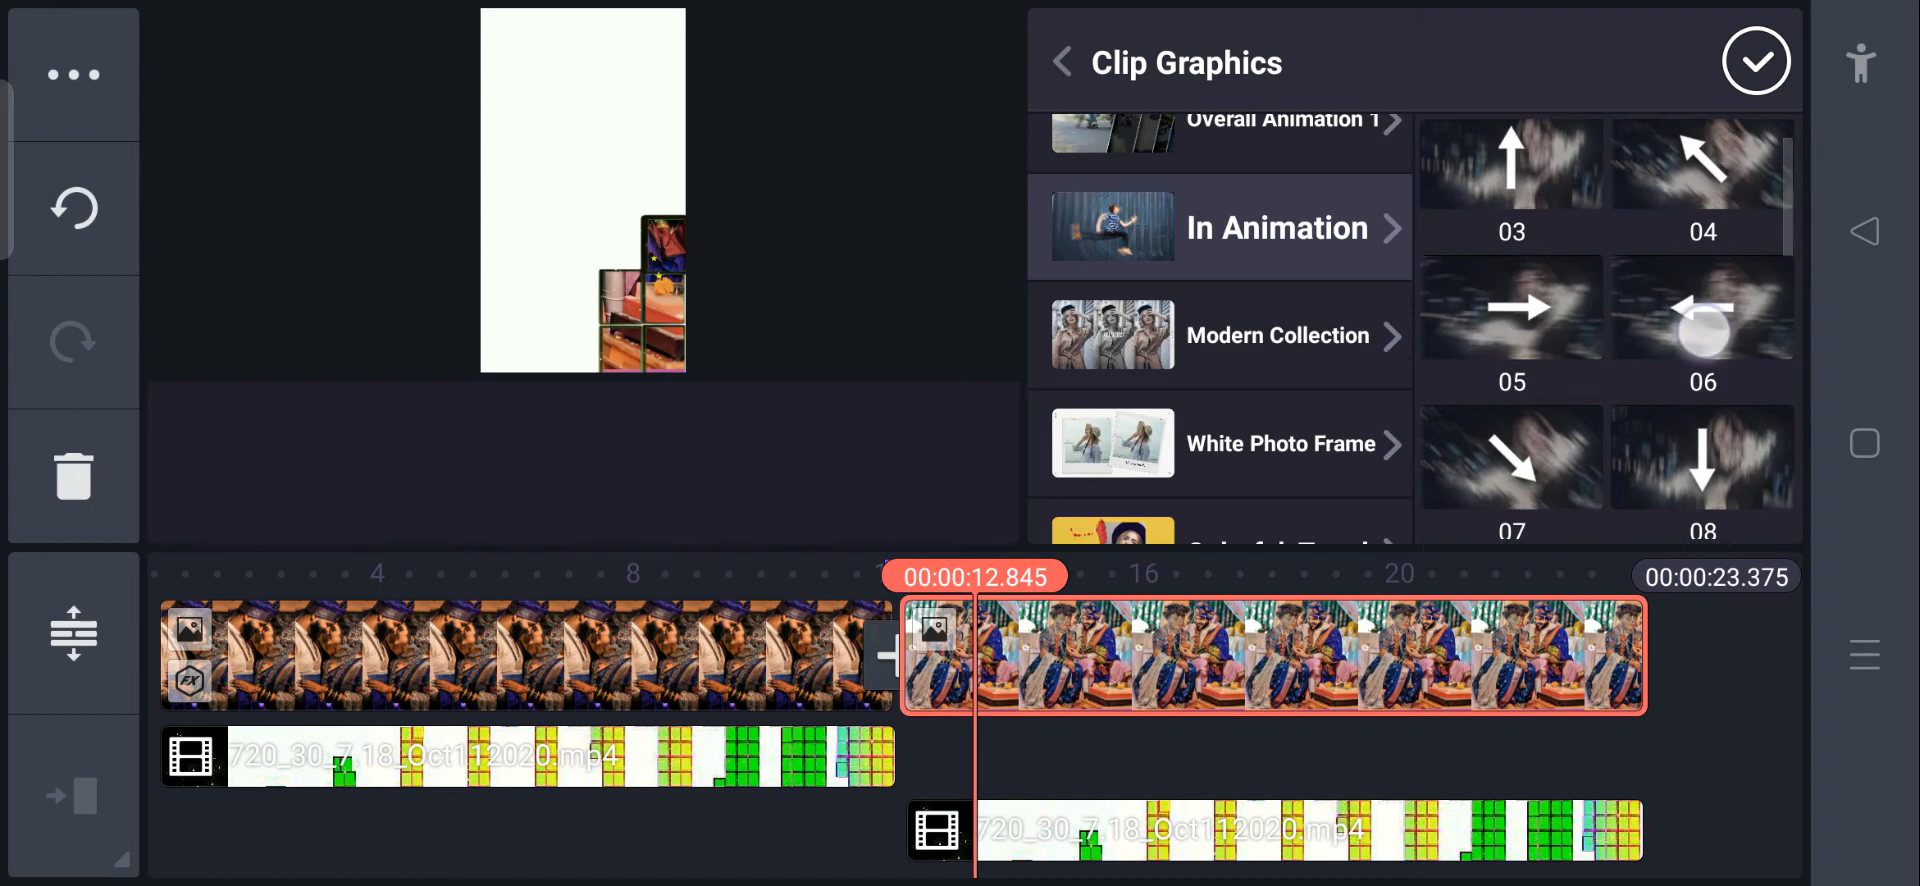 Clip Graphics
Overall Animation 1
In Animation
Modern Collection
White Photo Frame
03
04
05
06
07
08
4
8
00:00:12.845
16
20
00:00:23.375
FX
720_30_7.18_Oct112020.mp4
720_30_7.18_Oct112020.mp4